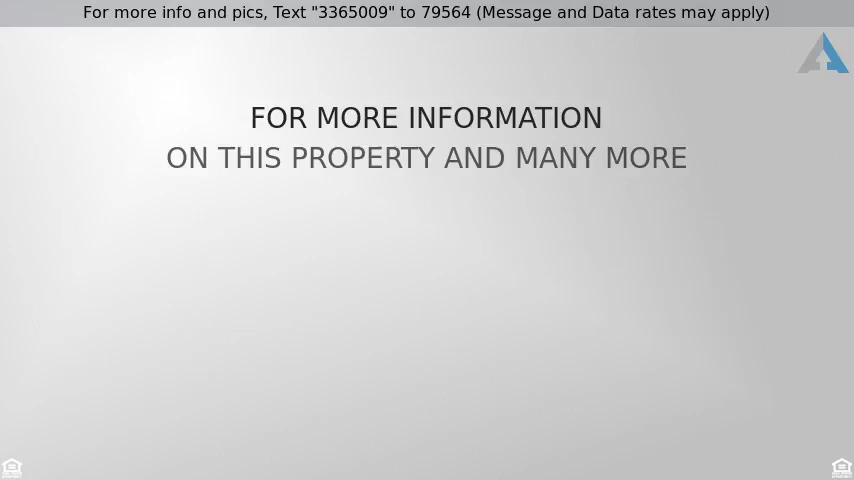 For more info and pics, Text "3365009" to 79564 (Message and Data rates may apply)
FOR MORE INFORMATION
ON THIS PROPERTY AND MANY MORE